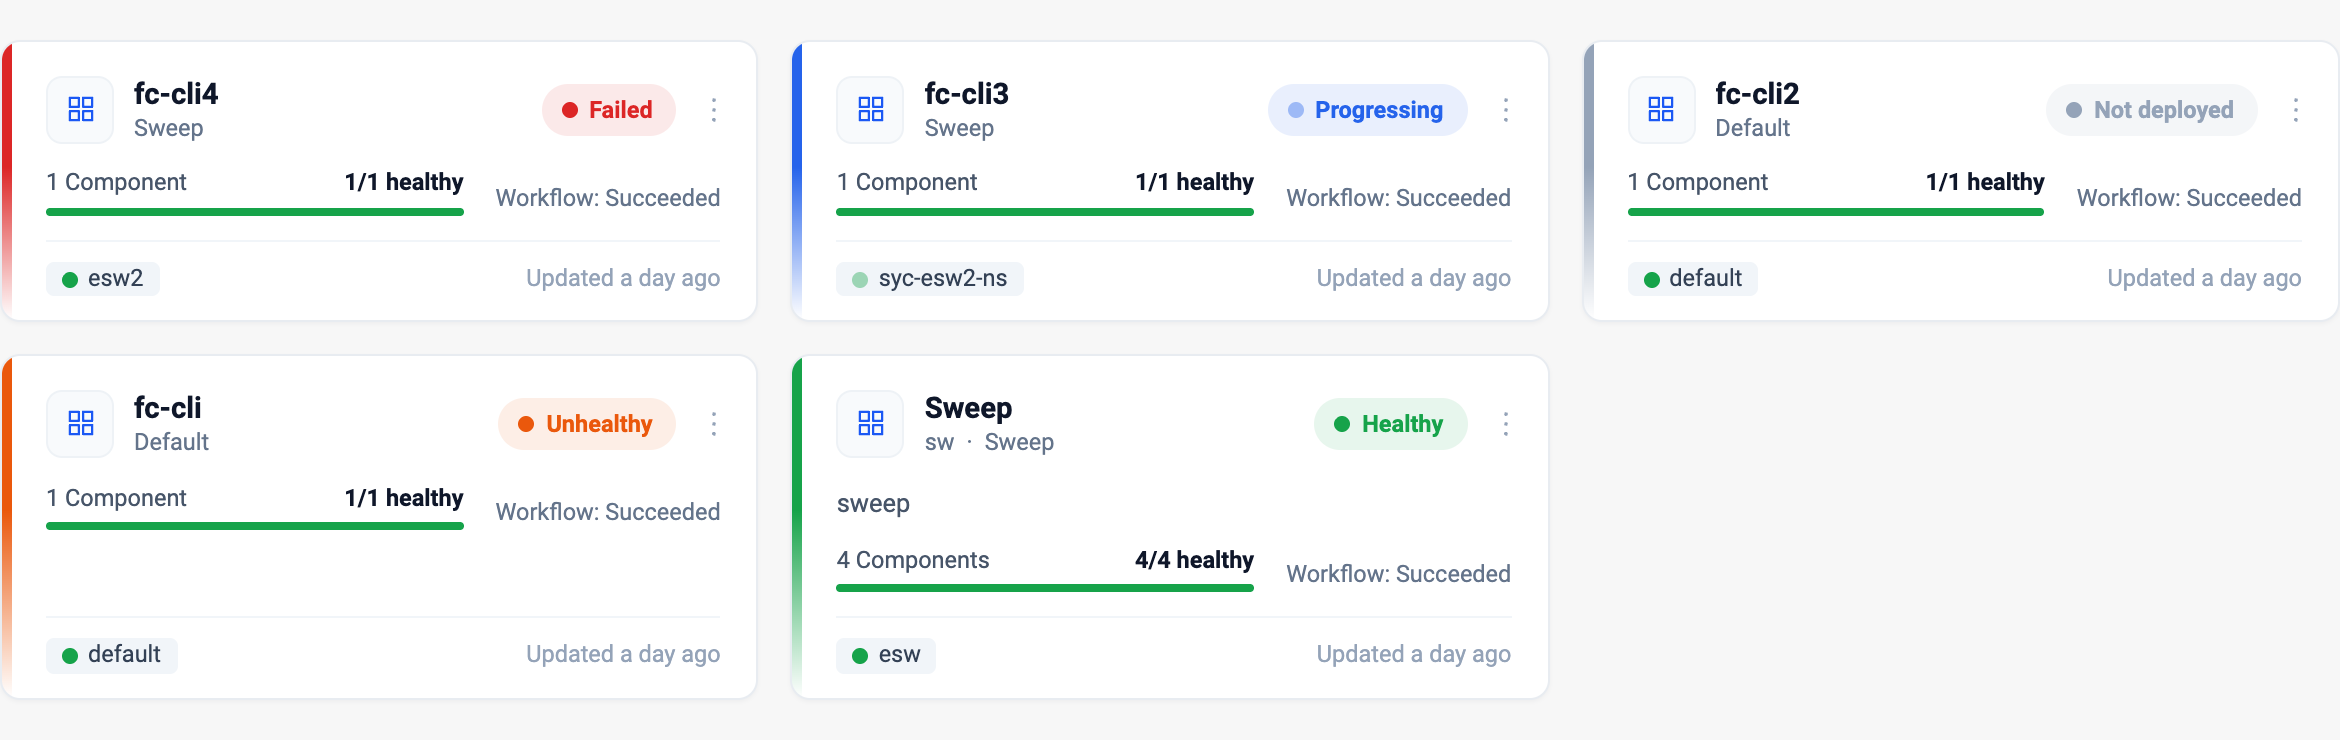 fc-cli4
Sweep
Failed
1 Component
1/1 healthy
Workflow: Succeeded
esw2
Updated a day ago
fc-cli3
Sweep
Progressing
1 Component
1/1 healthy
Workflow: Succeeded
syc-esw2-ns
Updated a day ago
fc-cli2
Default
Not deployed
1 Component
1/1 healthy
Workflow: Succeeded
default
Updated a day ago
fc-cli
Default
Unhealthy
1 Component
1/1 healthy
Workflow: Succeeded
default
Updated a day ago
Sweep
sw · Sweep
Healthy
sweep
4 Components
4/4 healthy
Workflow: Succeeded
esw
Updated a day ago